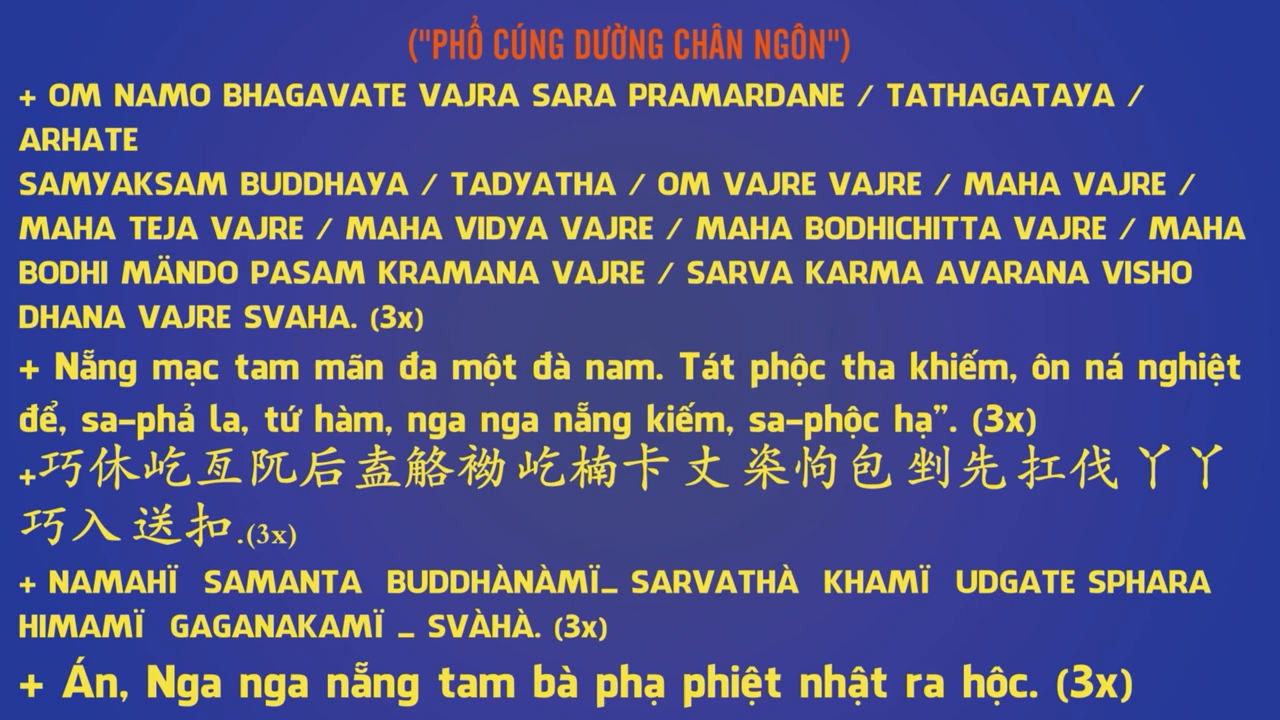 ("PHỔ CÚNG DƯỜNG CHÂN NGÔN")
+ OM NAMO BHAGAVATE VAJRA SARA PRAMARDANE / TATHAGATAYA /
ARHATE
SAMYAKSAM BUDDHAYA / TADYATHA / OM VAJRE VAJRE / MAHA VAJRE /
MAHA TEJA VAJRE / MAHA VIDYA VAJRE / MAHA BODHICHITTA VAJRE / MAHA
BODHI MÄNDO PASAM KRAMANA VAJRE / SARVA KARMA AVARANA VISHO
DHANA VAJRE SVAHA. (3x)
+ Nẵng mạc tam mãn đa một đà nam. Tát phộc tha khiếm, ôn ná nghiệt
để, sa-phả la, tứ hàm, nga nga nẵng kiếm, sa-phộc hạ”. (3x)
+巧休屹亙阢后盍觡袎屹楠卡丈 栥怐包 剉先 扛伐 丫丫
巧入 送扣.(3x)
+ NAMAHÏ SAMANTA BUDDHÀNÀMÏ_ SARVATHÀ KHAMÏ UDGATE SPHARA
HIMAMÏ GAGANAKAMÏ _ SVÀHÀ. (3x)
+ Án, Nga nga nẵng tam bà phạ phiệt nhật ra hộc. (3x)